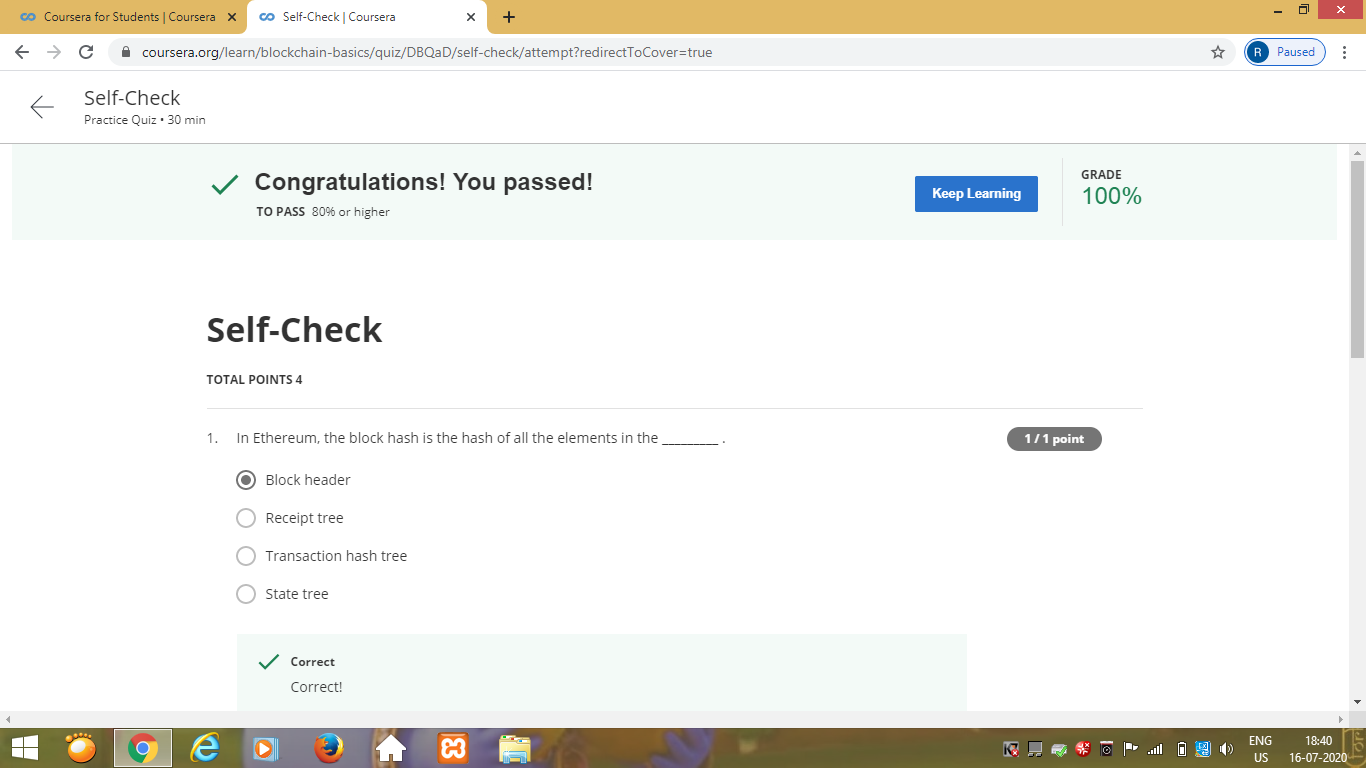 Coursera for Students | Coursera
Self-Check | Coursera
coursera.org/learn/blockchain-basics/quiz/DBQaD/self-check/attempt?redirectToCover=true
R Paused
Self-Check
Practice Quiz • 30 min
Congratulations! You passed!
TO PASS 80% or higher
Keep Learning
GRADE
100%
Self-Check
TOTAL POINTS 4
1. In Ethereum, the block hash is the hash of all the elements in the _________ .
1 / 1 point
Block header
Receipt tree
Transaction hash tree
State tree
Correct
Correct!
ENG
US
18:40
16-07-2020